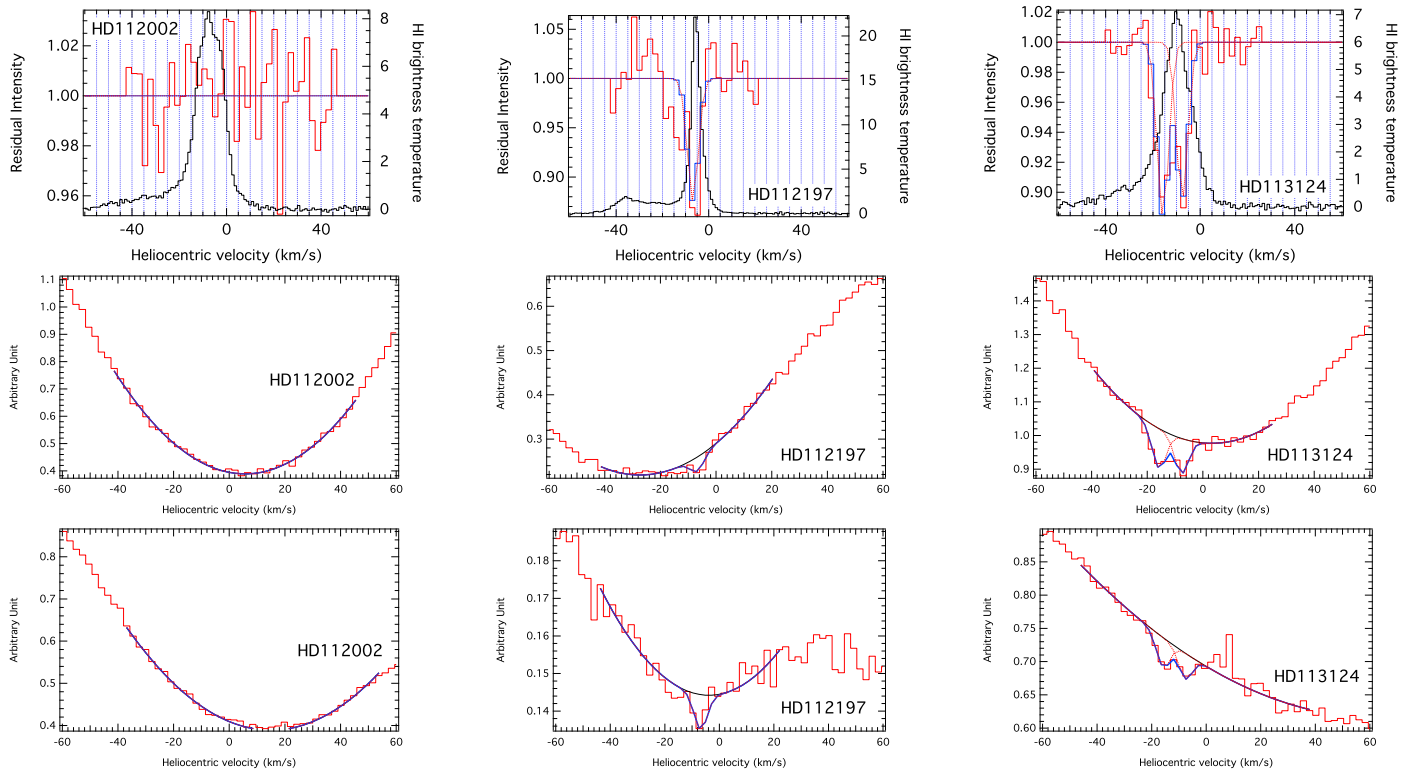 HD112002
Residual Intensity
1.02
1.00
0.98
0.96
8
6
4
2
0
HI brightness temperature
-40
0
40
Heliocentric velocity (km/s)
HD112197
Residual Intensity
1.05
1.00
0.95
0.90
20
15
10
5
0
HI brightness temperature
-40
0
40
Heliocentric velocity (km/s)
HD113124
Residual Intensity
1.02
1.00
0.98
0.96
0.94
0.92
0.90
7
6
5
4
3
2
1
0
HI brightness temperature
-40
0
40
Heliocentric velocity (km/s)
HD112002
Arbitrary Unit
1.1
1.0
0.9
0.8
0.7
0.6
0.5
0.4
-60 -40 -20 0 20 40 60
Heliocentric velocity (km/s)
HD112197
Arbitrary Unit
0.6
0.5
0.4
0.3
-60 -40 -20 0 20 40 60
Heliocentric velocity (km/s)
HD113124
Arbitrary Unit
1.4
1.3
1.2
1.1
1.0
0.9
-60 -40 -20 0 20 40 60
Heliocentric velocity (km/s)
HD112002
Arbitrary Unit
0.8
0.7
0.6
0.5
0.4
-60 -40 -20 0 20 40 60
Heliocentric velocity (km/s)
HD112197
Arbitrary Unit
0.18
0.17
0.16
0.15
0.14
-60 -40 -20 0 20 40 60
Heliocentric velocity (km/s)
HD113124
Arbitrary Unit
0.85
0.80
0.75
0.70
0.65
0.60
-60 -40 -20 0 20 40 60
Heliocentric velocity (km/s)